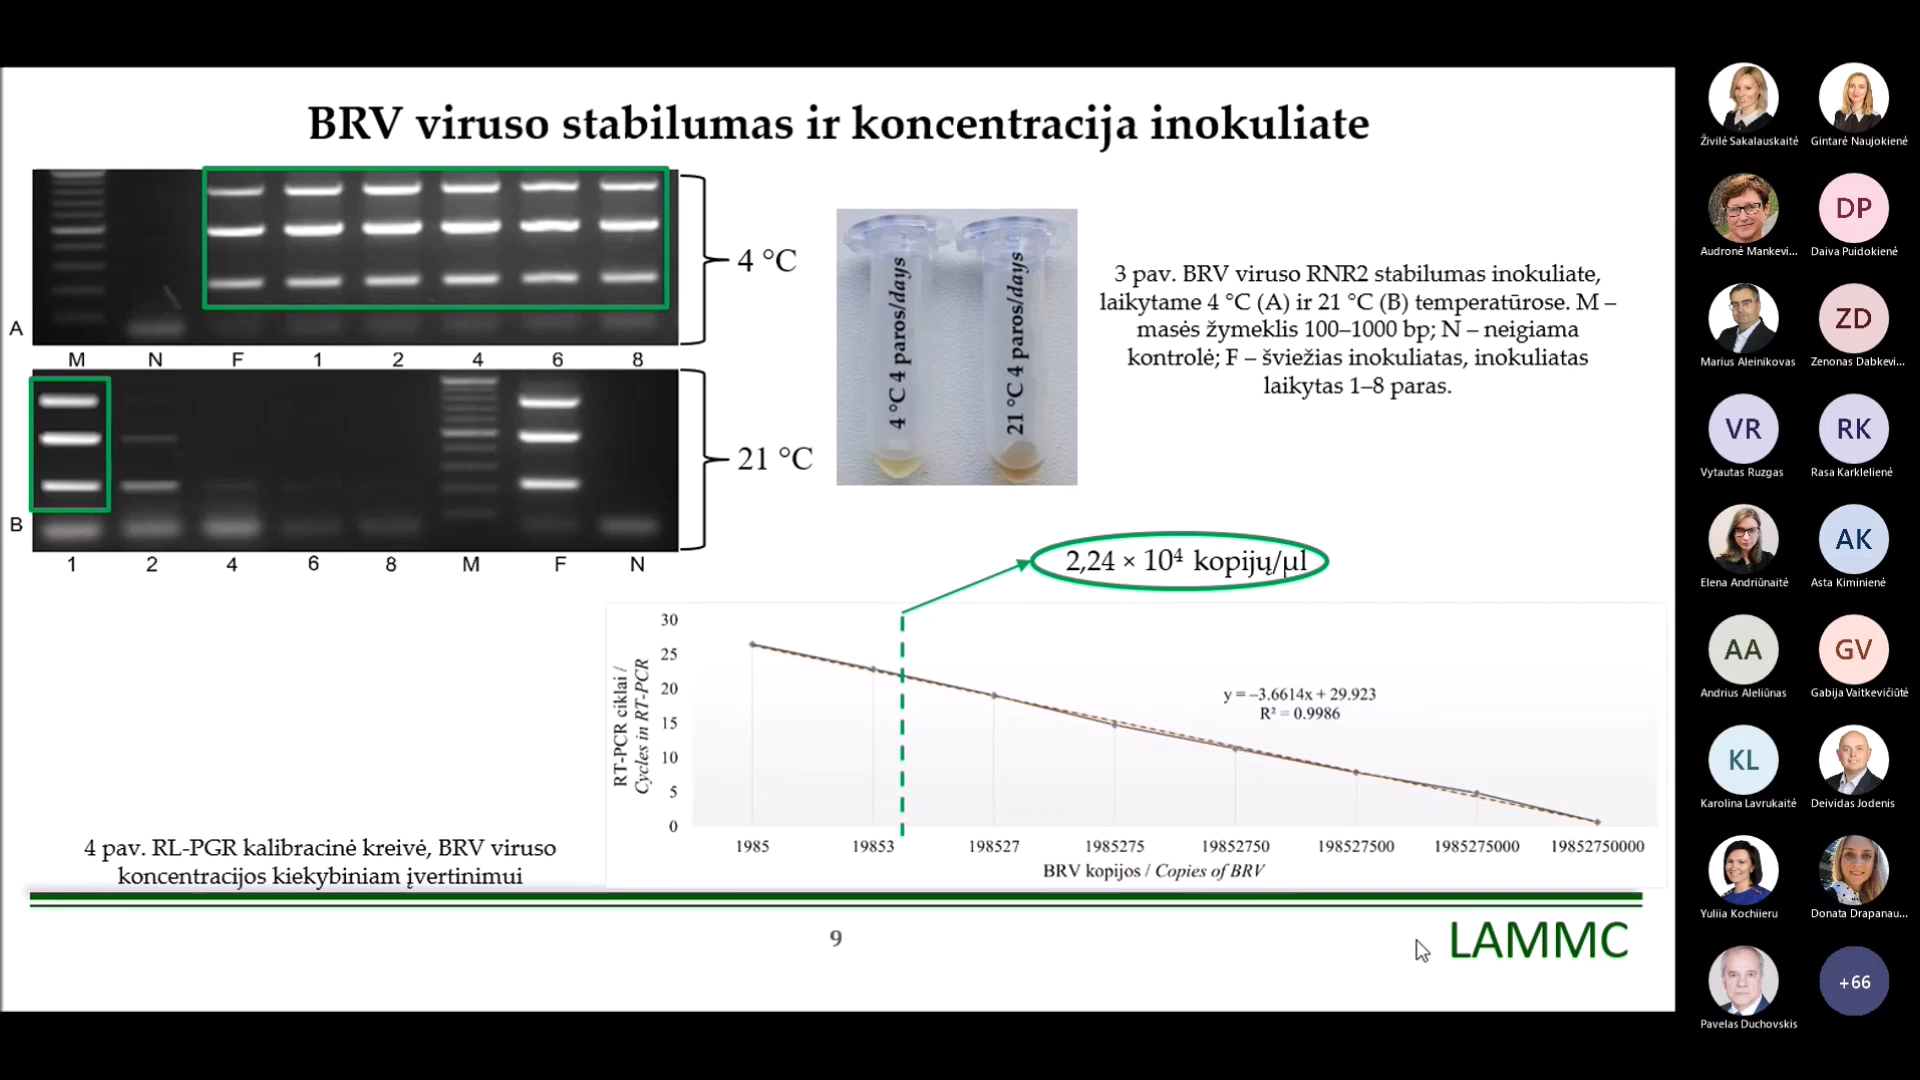 BRV viruso stabilumas ir koncentracija inokuliate
4 °C
A
M N F 1 2 4 6 8
21 °C
B
1 2 4 6 8 M F N
4 °C 4 paros/days
21 °C 4 paros/days
3 pav. BRV viruso RNR2 stabilumas inokuliate,
laikytame 4 °C (A) ir 21 °C (B) temperatūrose. M –
masės žymeklis 100–1000 bp; N – neigiama
kontrolė; F – šviežias inokuliatas, inokuliatas
laikytas 1–8 paras.
2,24 × 10⁴ kopijų/µl
RT-PCR ciklai /
Cycles in RT-PCR
30
25
20
15
10
5
0
y = –3.6614x + 29.923
R² = 0.9986
1985 19853 198527 1985275 19852750 198527500 1985275000 19852750000
BRV kopijos / Copies of BRV
4 pav. RL-PGR kalibracinė kreivė, BRV viruso
koncentracijos kiekybiniam įvertinimui
9
LAMMC
Živilė Sakalauskaitė
Gintarė Naujokienė
Audronė Mankevi...
DP
Daiva Puidokienė
Marius Aleinikovas
ZD
Zenonas Dabkevi...
VR
Vytautas Ruzgas
RK
Rasa Karklelienė
Elena Andriūnaitė
AK
Asta Kiminienė
AA
Andrius Aleliūnas
GV
Gabija Vaitkevičiūtė
KL
Karolina Lavrukaitė
Deividas Jodenis
Yuliia Kochiieru
Donata Drapanau...
Pavelas Duchovskis
+66